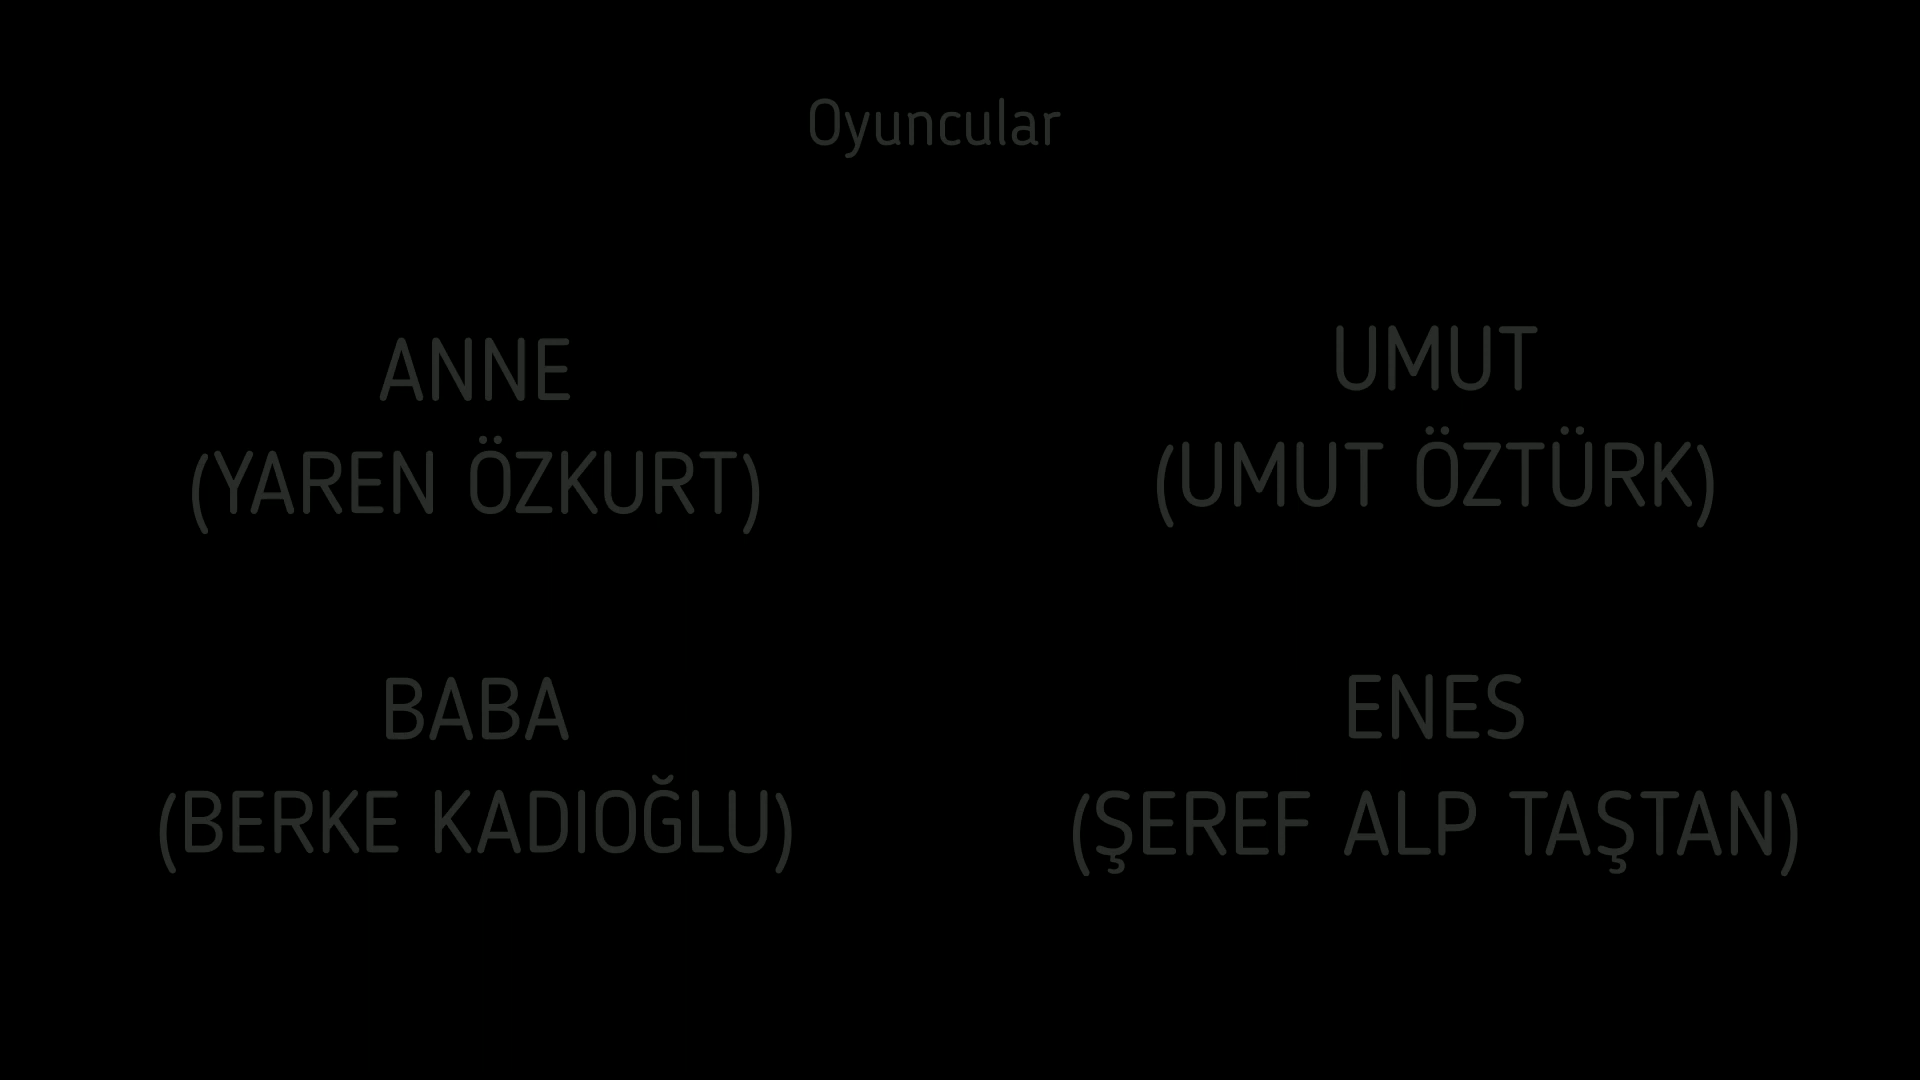 Oyuncular
ANNE
(YAREN ÖZKURT)
UMUT
(UMUT ÖZTÜRK)
BABA
(BERKE KADIOĞLU)
ENES
(ŞEREF ALP TAŞTAN)